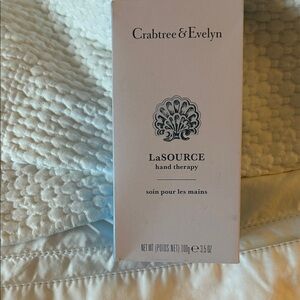 Crabtree & Evelyn
LaSOURCE
hand therapy
soin pour les mains
NET WT (POIDS NET) 100g ℮ 3.5 OZ